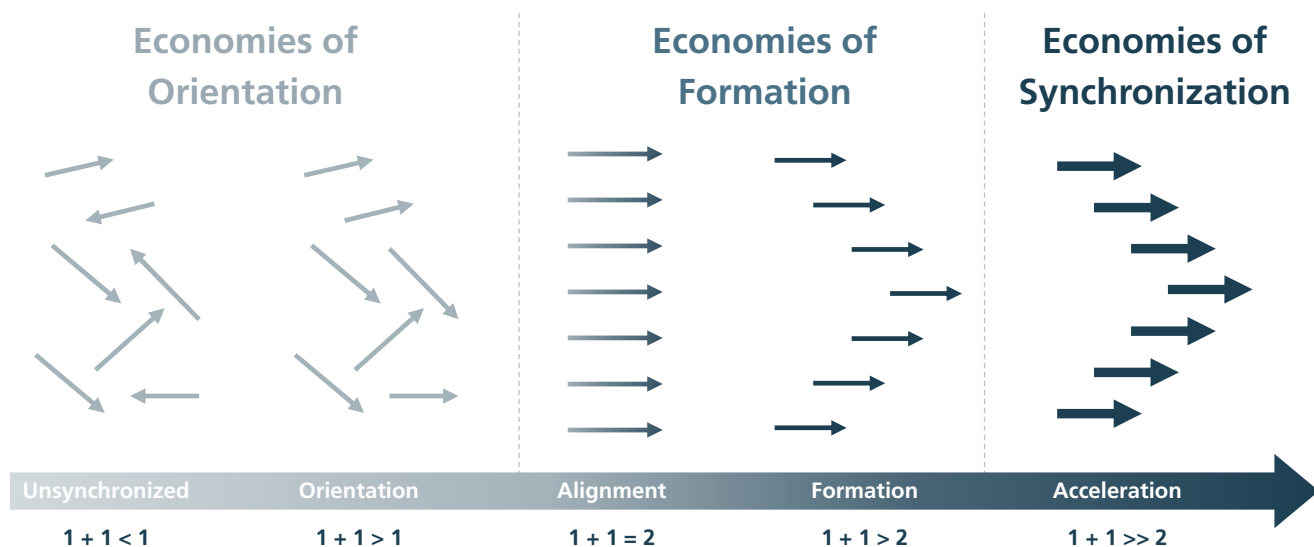 Economies of
Orientation
Economies of
Formation
Economies of
Synchronization
Unsynchronized
Orientation
Alignment
Formation
Acceleration
1 + 1 < 1
1 + 1 > 1
1 + 1 = 2
1 + 1 > 2
1 + 1 >> 2